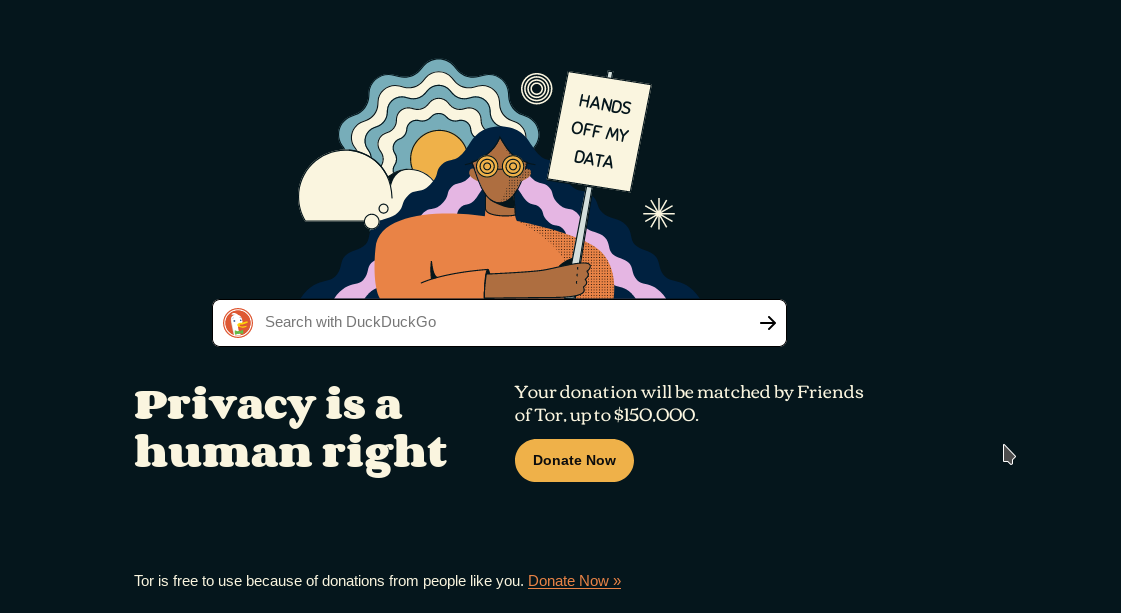 HANDS
OFF MY
DATA
Search with DuckDuckGo
Privacy is a
human right
Your donation will be matched by Friends
of Tor, up to $150,000.
Donate Now
Tor is free to use because of donations from people like you. Donate Now »